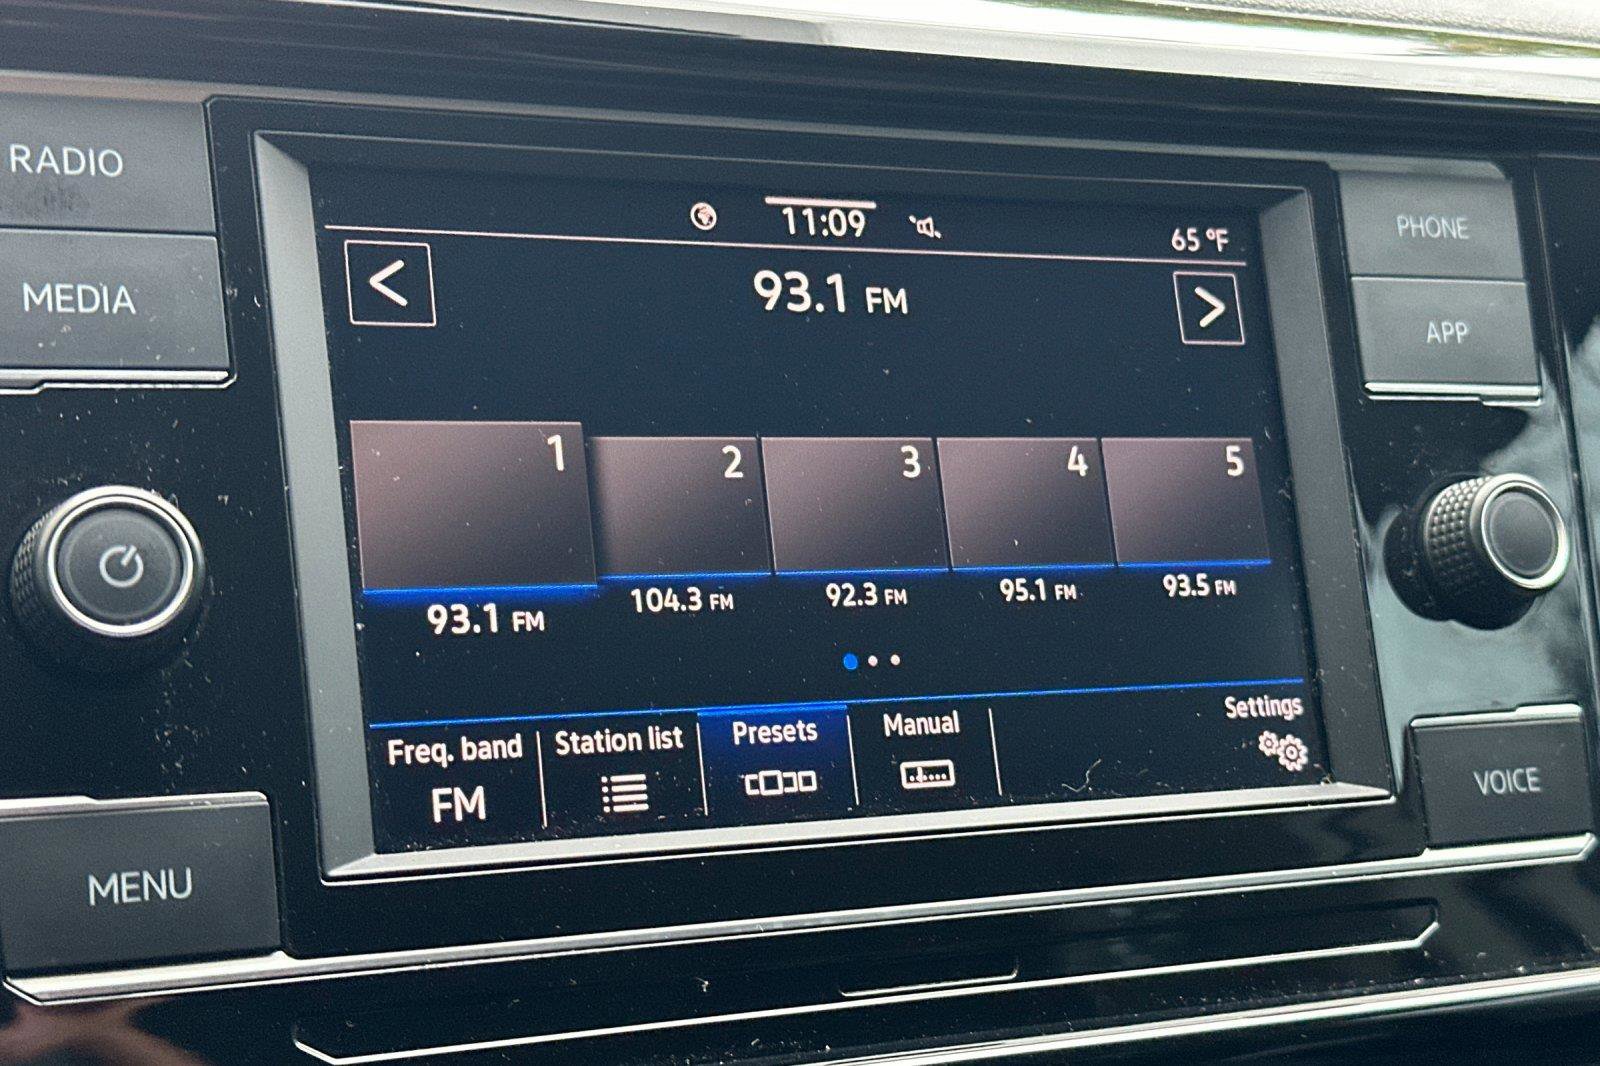 RADIO
MEDIA
MENU
11:09
65 °F
93.1 FM
1
2
3
4
5
93.1 FM
104.3 FM
92.3 FM
95.1 FM
93.5 FM
Freq. band
FM
Station list
Presets
Manual
Settings
PHONE
APP
VOICE